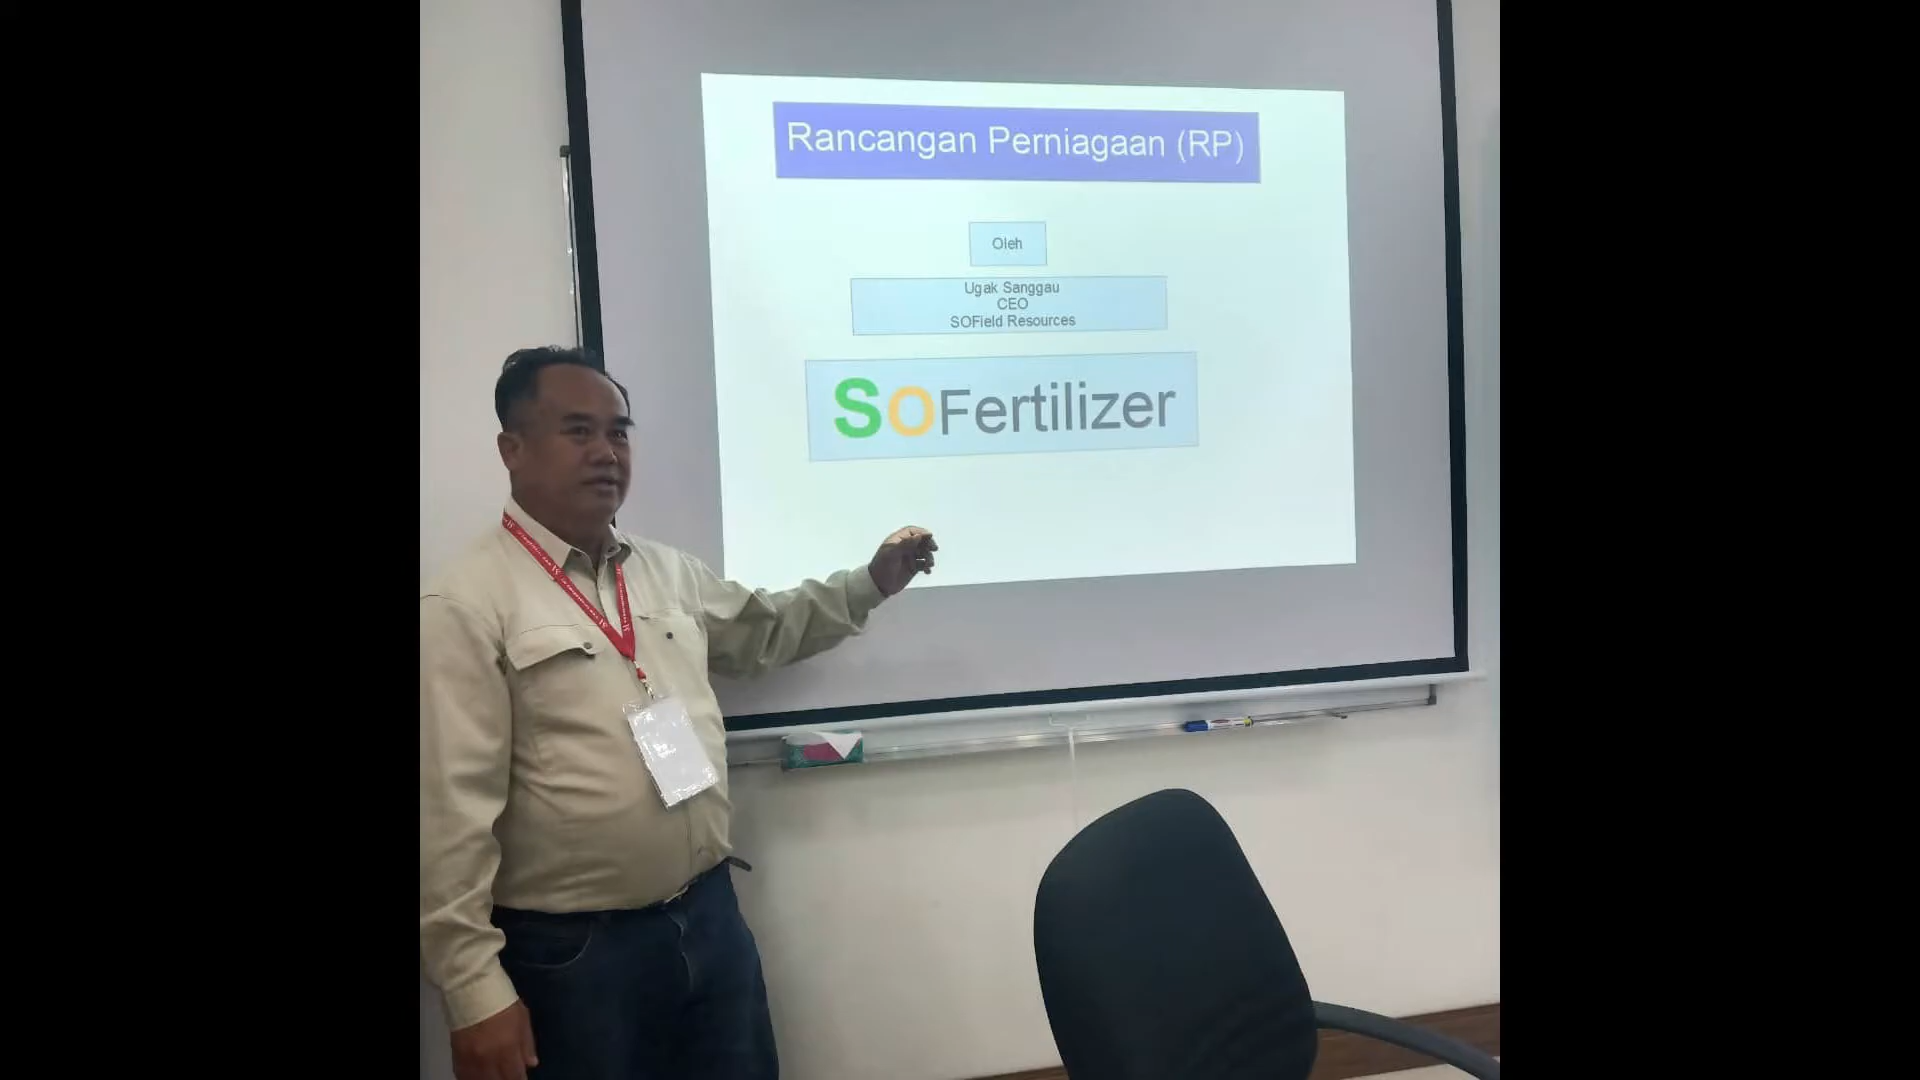 Rancangan Perniagaan (RP)
Oleh
Ugak Sanggau
CEO
SOField Resources
SOFertilizer